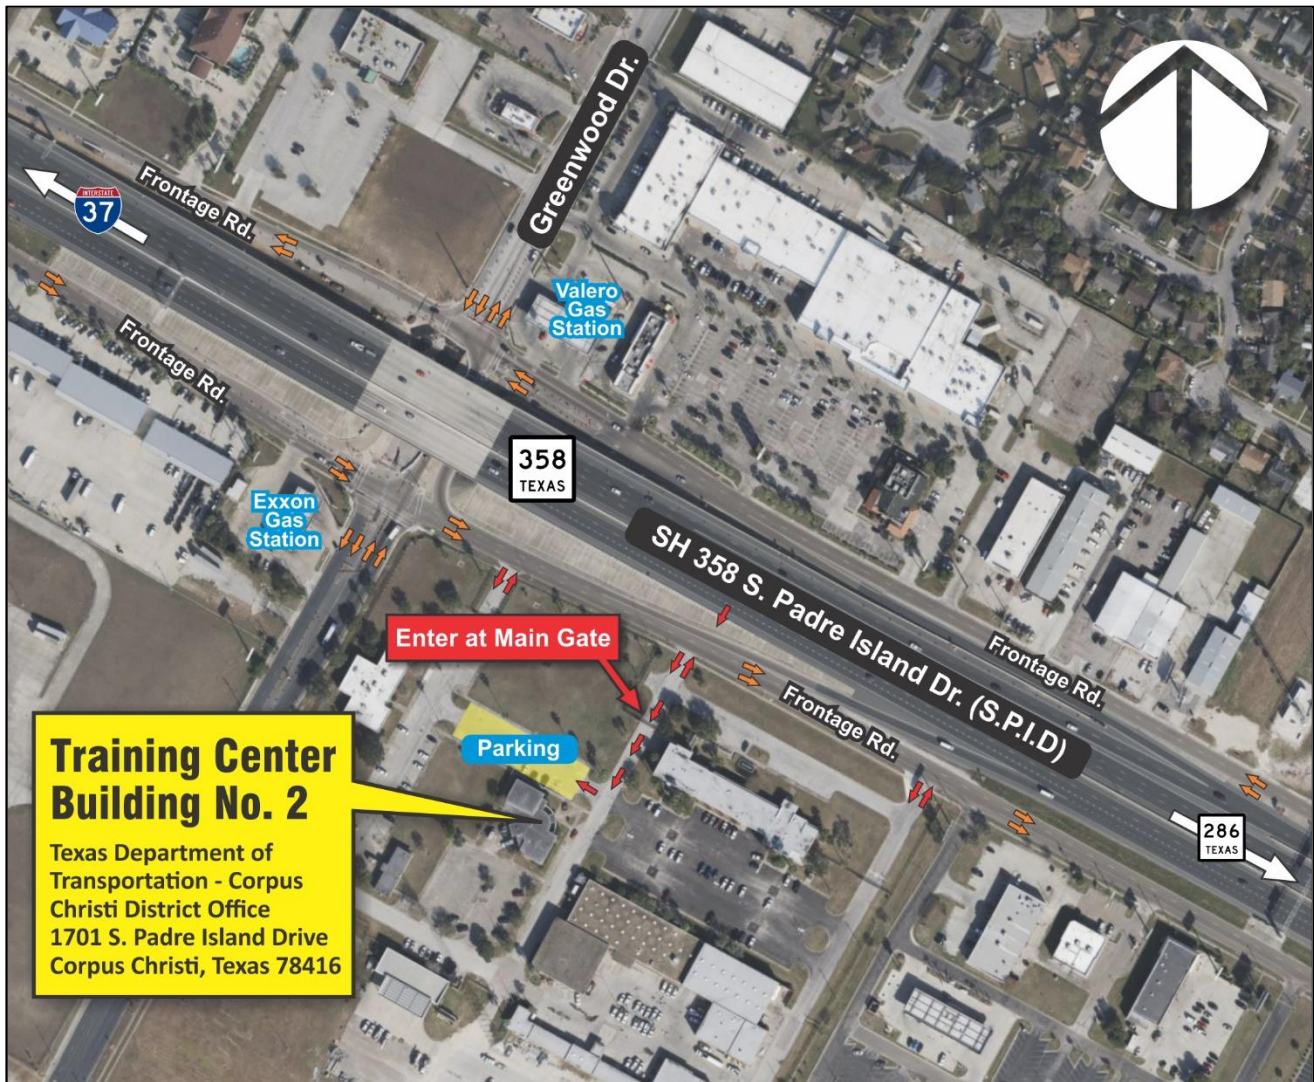 Greenwood Dr.
INTERSTATE
37
Frontage Rd.
Valero
Gas
Station
Frontage Rd.
358
TEXAS
Exxon
Gas
Station
SH 358 S. Padre Island Dr. (S.P.I.D)
Enter at Main Gate
Frontage Rd.
Frontage Rd.
Parking
Training Center
Building No. 2
Texas Department of
Transportation - Corpus
Christi District Office
1701 S. Padre Island Drive
Corpus Christi, Texas 78416
286
TEXAS